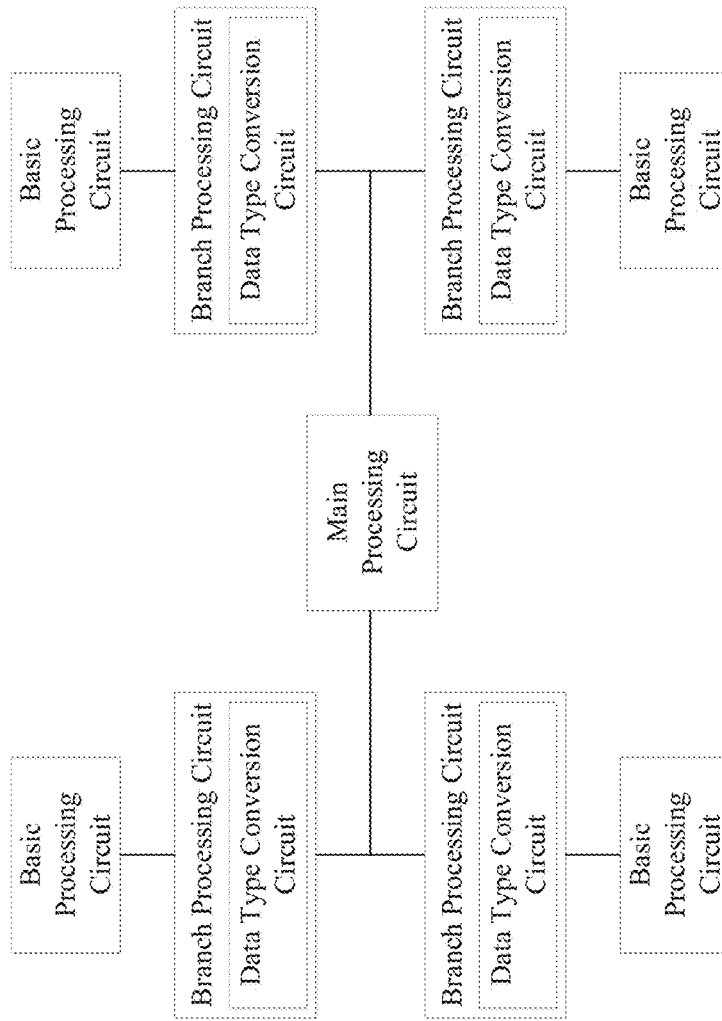 Basic
Processing
Circuit
Basic
Processing
Circuit
Branch Processing Circuit
Data Type Conversion
Circuit
Branch Processing Circuit
Data Type Conversion
Circuit
Main
Processing
Circuit
Branch Processing Circuit
Data Type Conversion
Circuit
Branch Processing Circuit
Data Type Conversion
Circuit
Basic
Processing
Circuit
Basic
Processing
Circuit